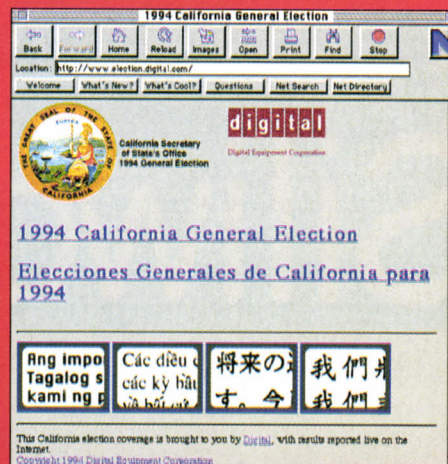 1994 California General Election
Back Forward Home Reload Images Open Print Find Stop
Location: http://www.election.digital.com/
Welcome What's New? What's Cool? Questions Net Search Net Directory
THE GREAT SEAL OF THE STATE OF CALIFORNIA
EUREKA
California Secretary
of State's Office
1994 General Election
digital
Digital Equipment Corporation
1994 California General Election
Elecciones Generales de California para
1994
Ang impo
Tagalog s
kami ng p
Các điều
các kỳ bầu
将来の
す。今
我們
我們
This California election coverage is brought to you by Digital, with results reported live on the
Internet.
Copyright 1994 Digital Equipment Corporation